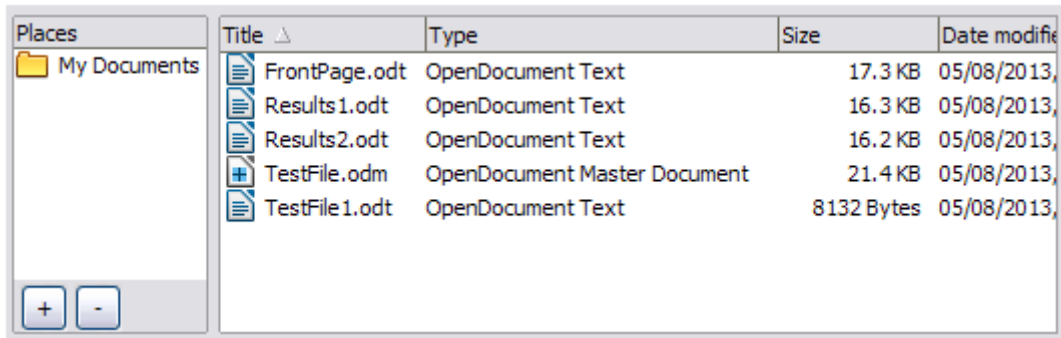 Places
Title Type Size Date modifie
My Documents
FrontPage.odt OpenDocument Text 17.3 KB 05/08/2013,
Results1.odt OpenDocument Text 16.3 KB 05/08/2013,
Results2.odt OpenDocument Text 16.2 KB 05/08/2013,
TestFile.odm OpenDocument Master Document 21.4 KB 05/08/2013,
TestFile1.odt OpenDocument Text 8132 Bytes 05/08/2013,
+ -